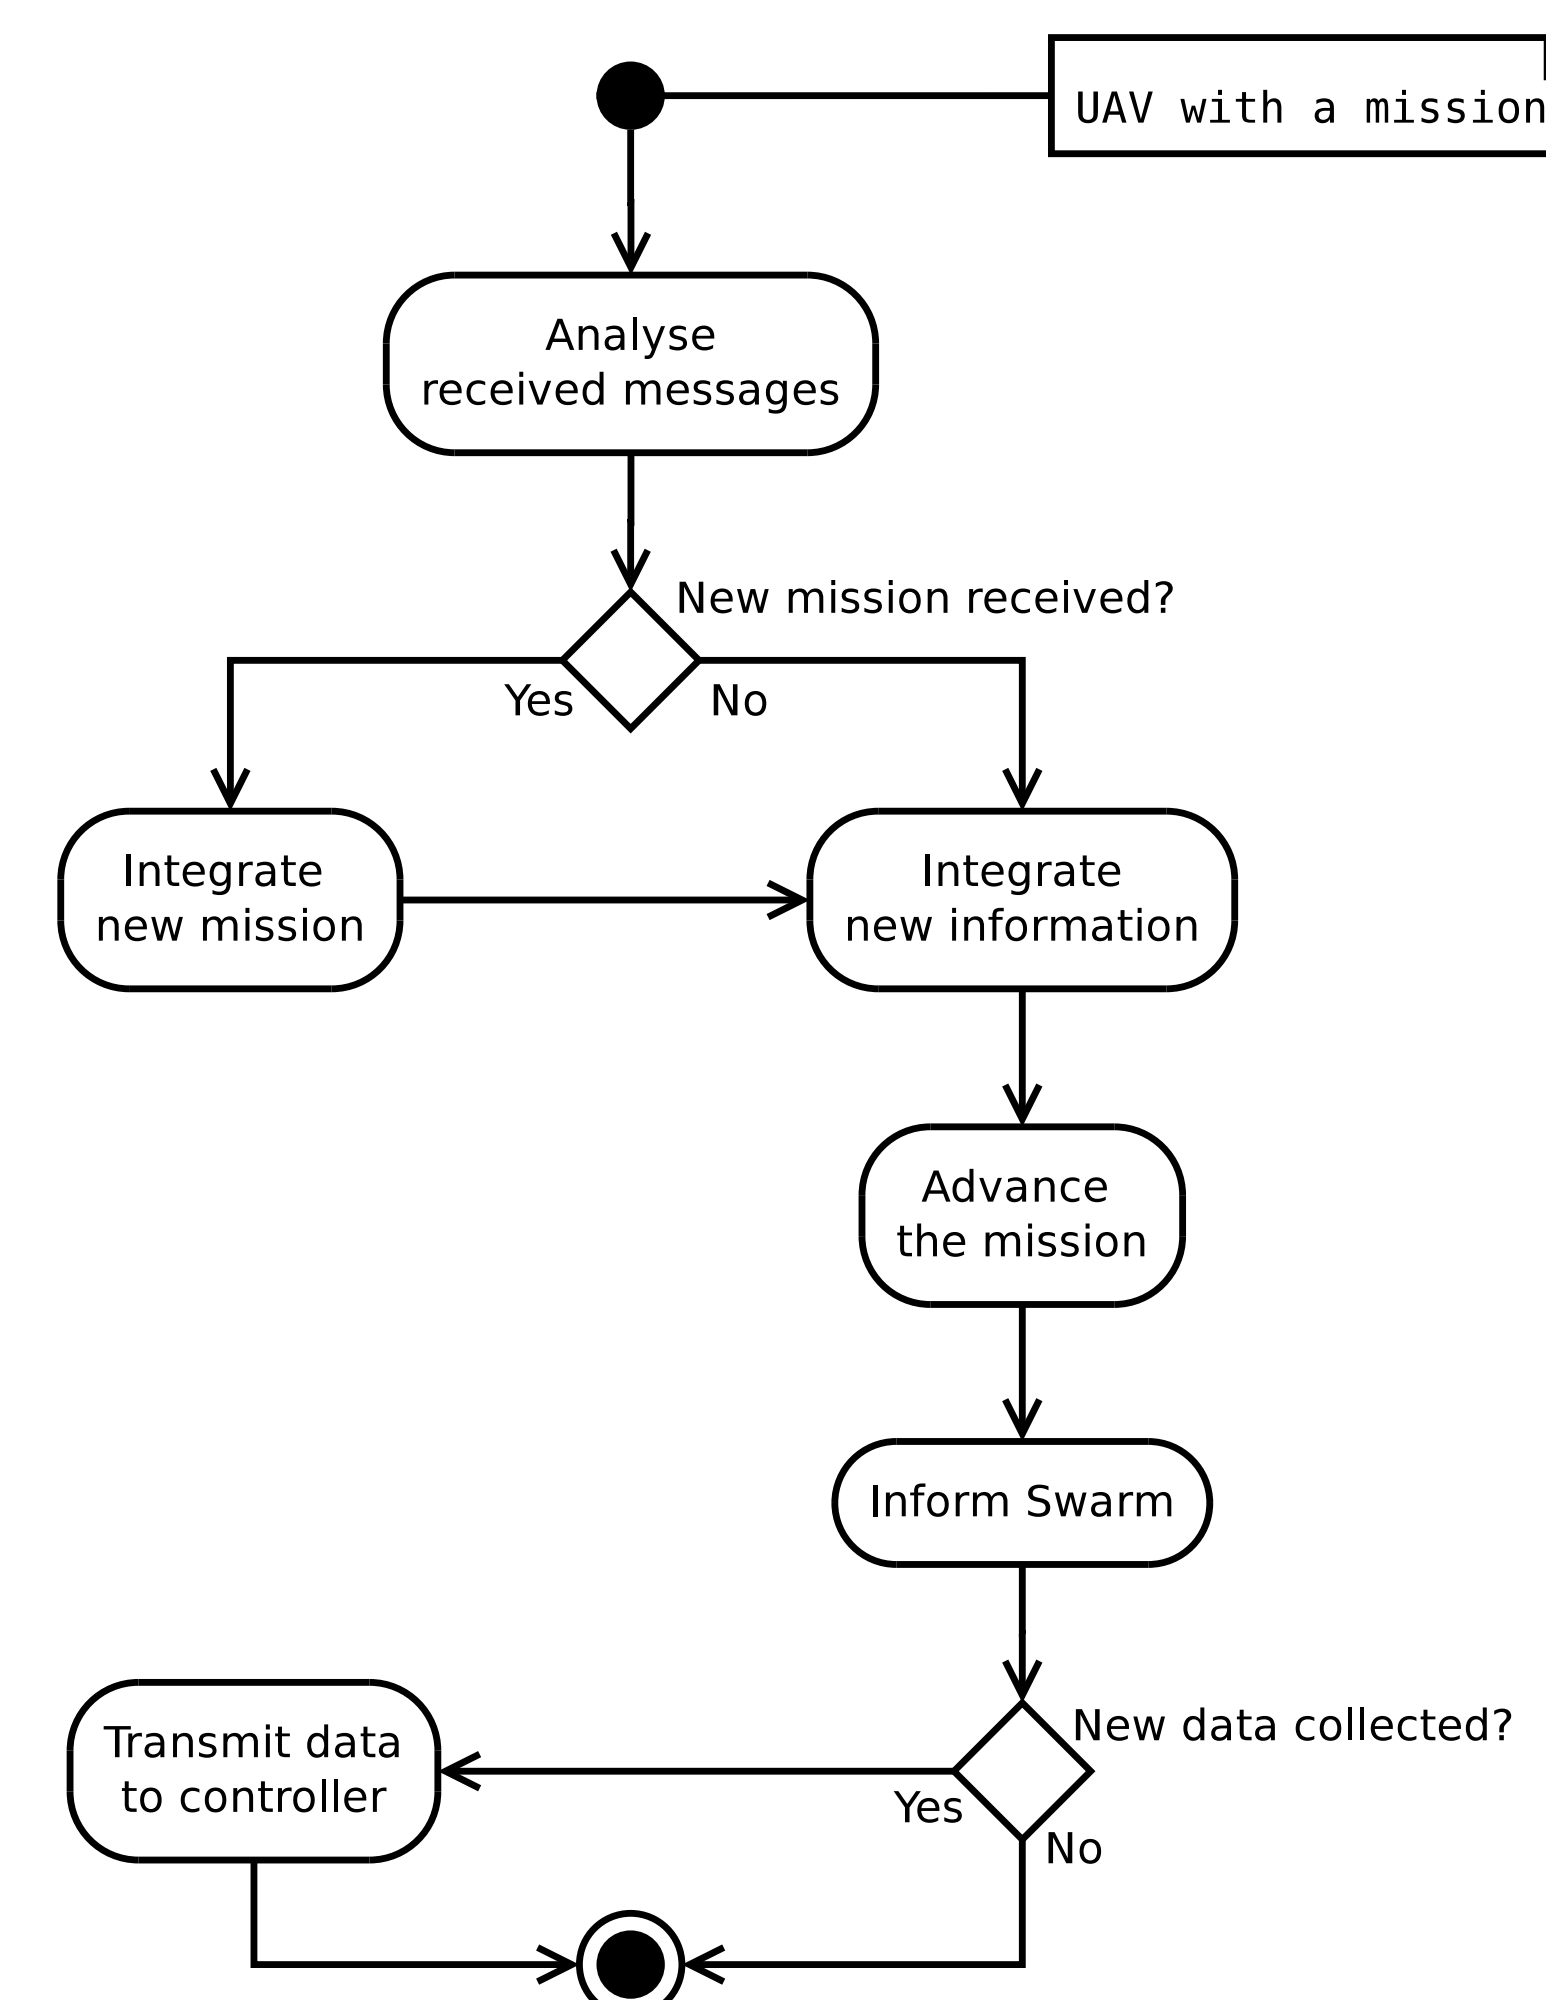 UAV with a mission
Analyse
received messages
New mission received?
Yes
No
Integrate
new mission
Integrate
new information
Advance
the mission
Inform Swarm
New data collected?
Transmit data
to controller
Yes
No